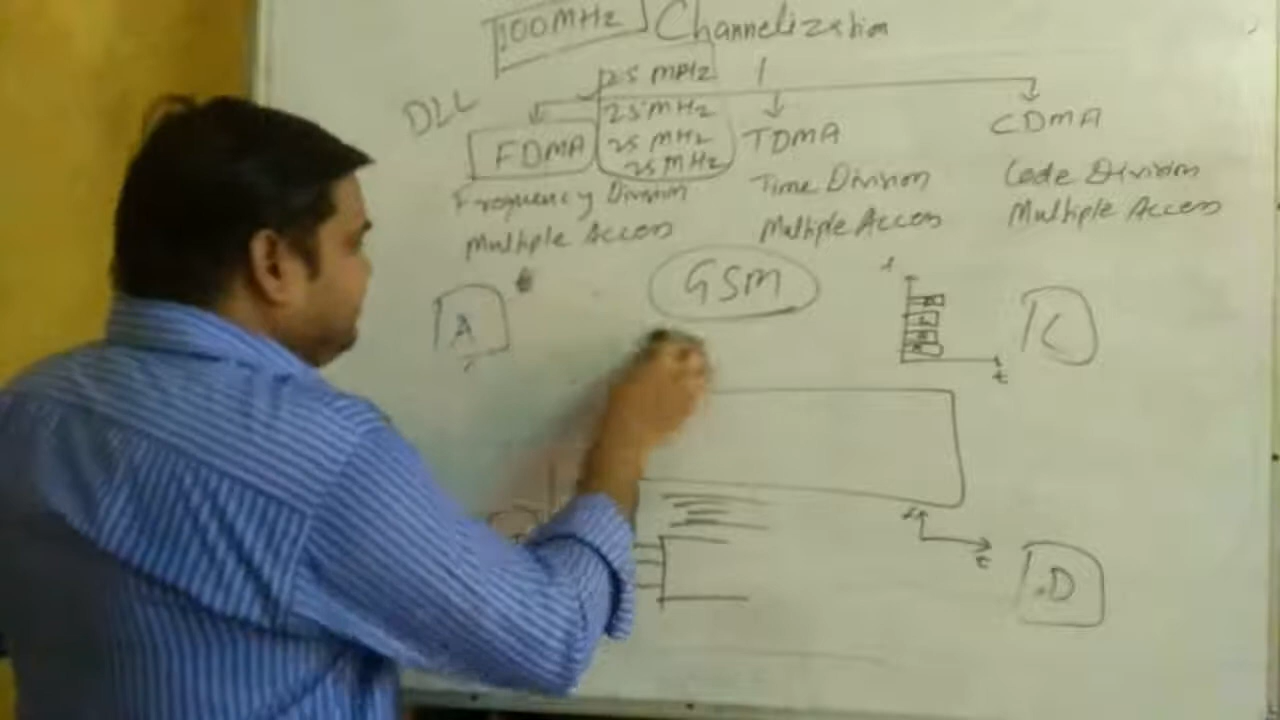 100MHz Channelization
25 MHz
DLL
25 MHz
25 MHz
25 MHz
FDMA
TDMA
CDMA
Frequency Division
Multiple Access
Time Division
Multiple Access
Code Division
Multiple Access
GSM
A
t
C
t
D